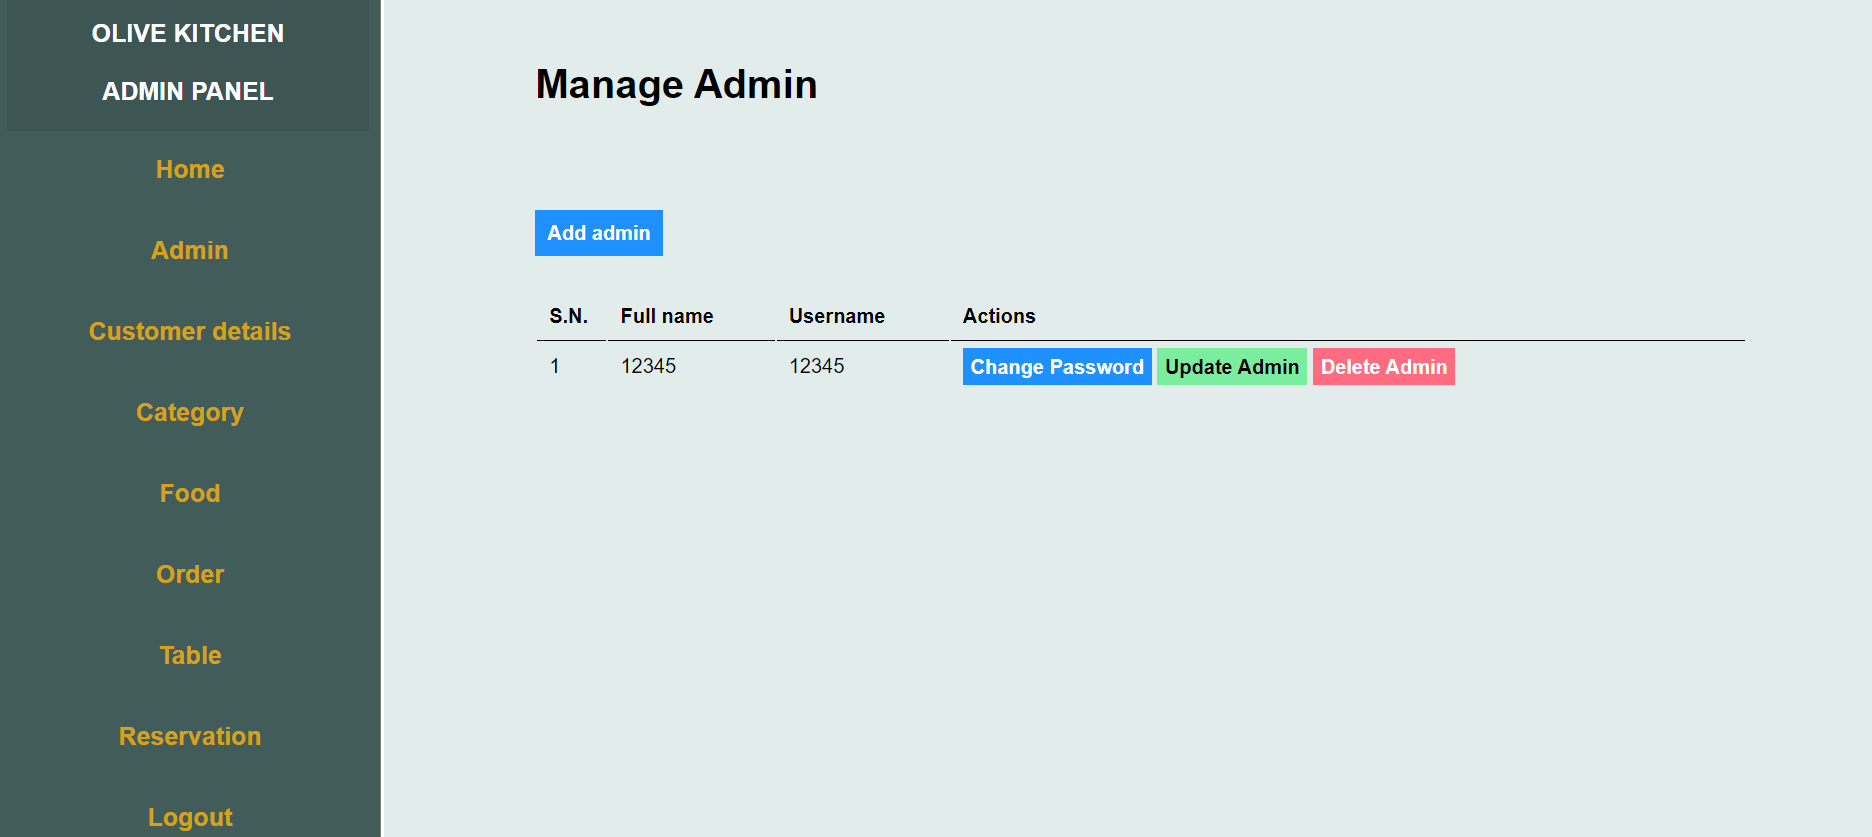 OLIVE KITCHEN
ADMIN PANEL
Home
Admin
Customer details
Category
Food
Order
Table
Reservation
Logout
Manage Admin
Add admin
S.N. Full name Username Actions
1 12345 12345 Change Password Update Admin Delete Admin